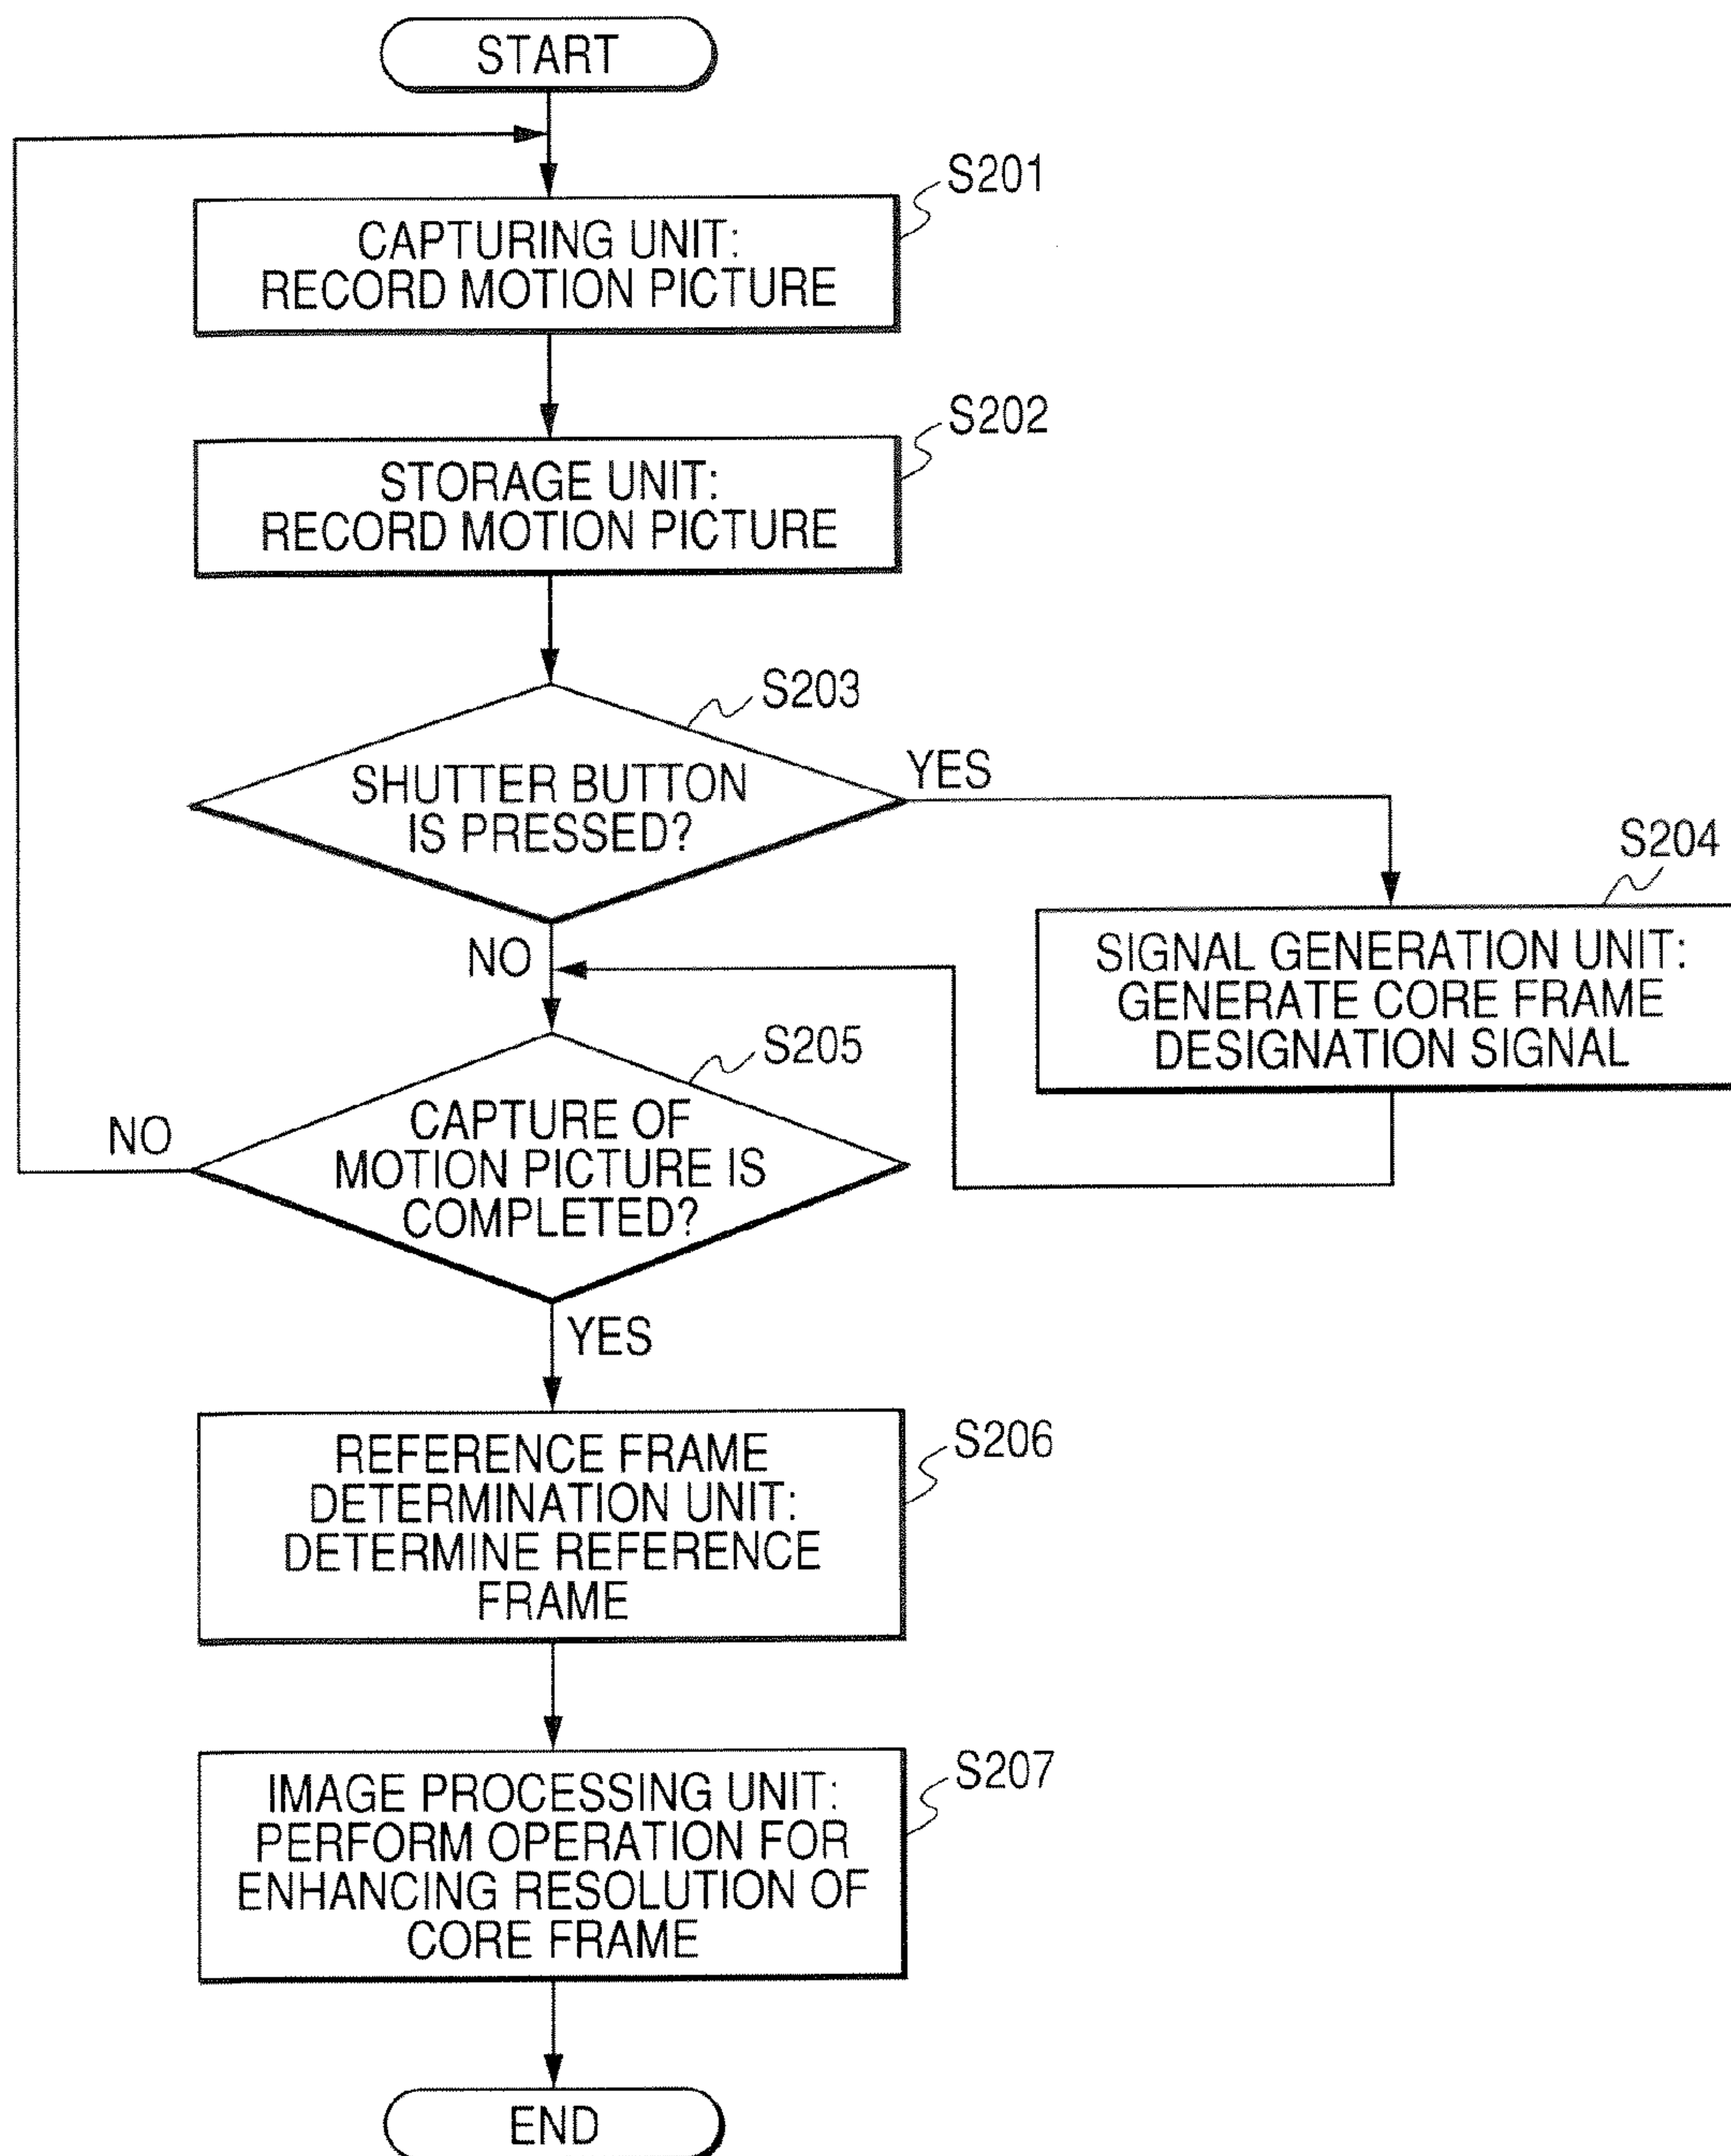 START
S201
CAPTURING UNIT:
RECORD MOTION PICTURE
S202
STORAGE UNIT:
RECORD MOTION PICTURE
S203
SHUTTER BUTTON
IS PRESSED?
YES
NO
S204
SIGNAL GENERATION UNIT:
GENERATE CORE FRAME
DESIGNATION SIGNAL
S205
CAPTURE OF
MOTION PICTURE IS
COMPLETED?
NO
YES
S206
REFERENCE FRAME
DETERMINATION UNIT:
DETERMINE REFERENCE
FRAME
S207
IMAGE PROCESSING UNIT:
PERFORM OPERATION FOR
ENHANCING RESOLUTION OF
CORE FRAME
END